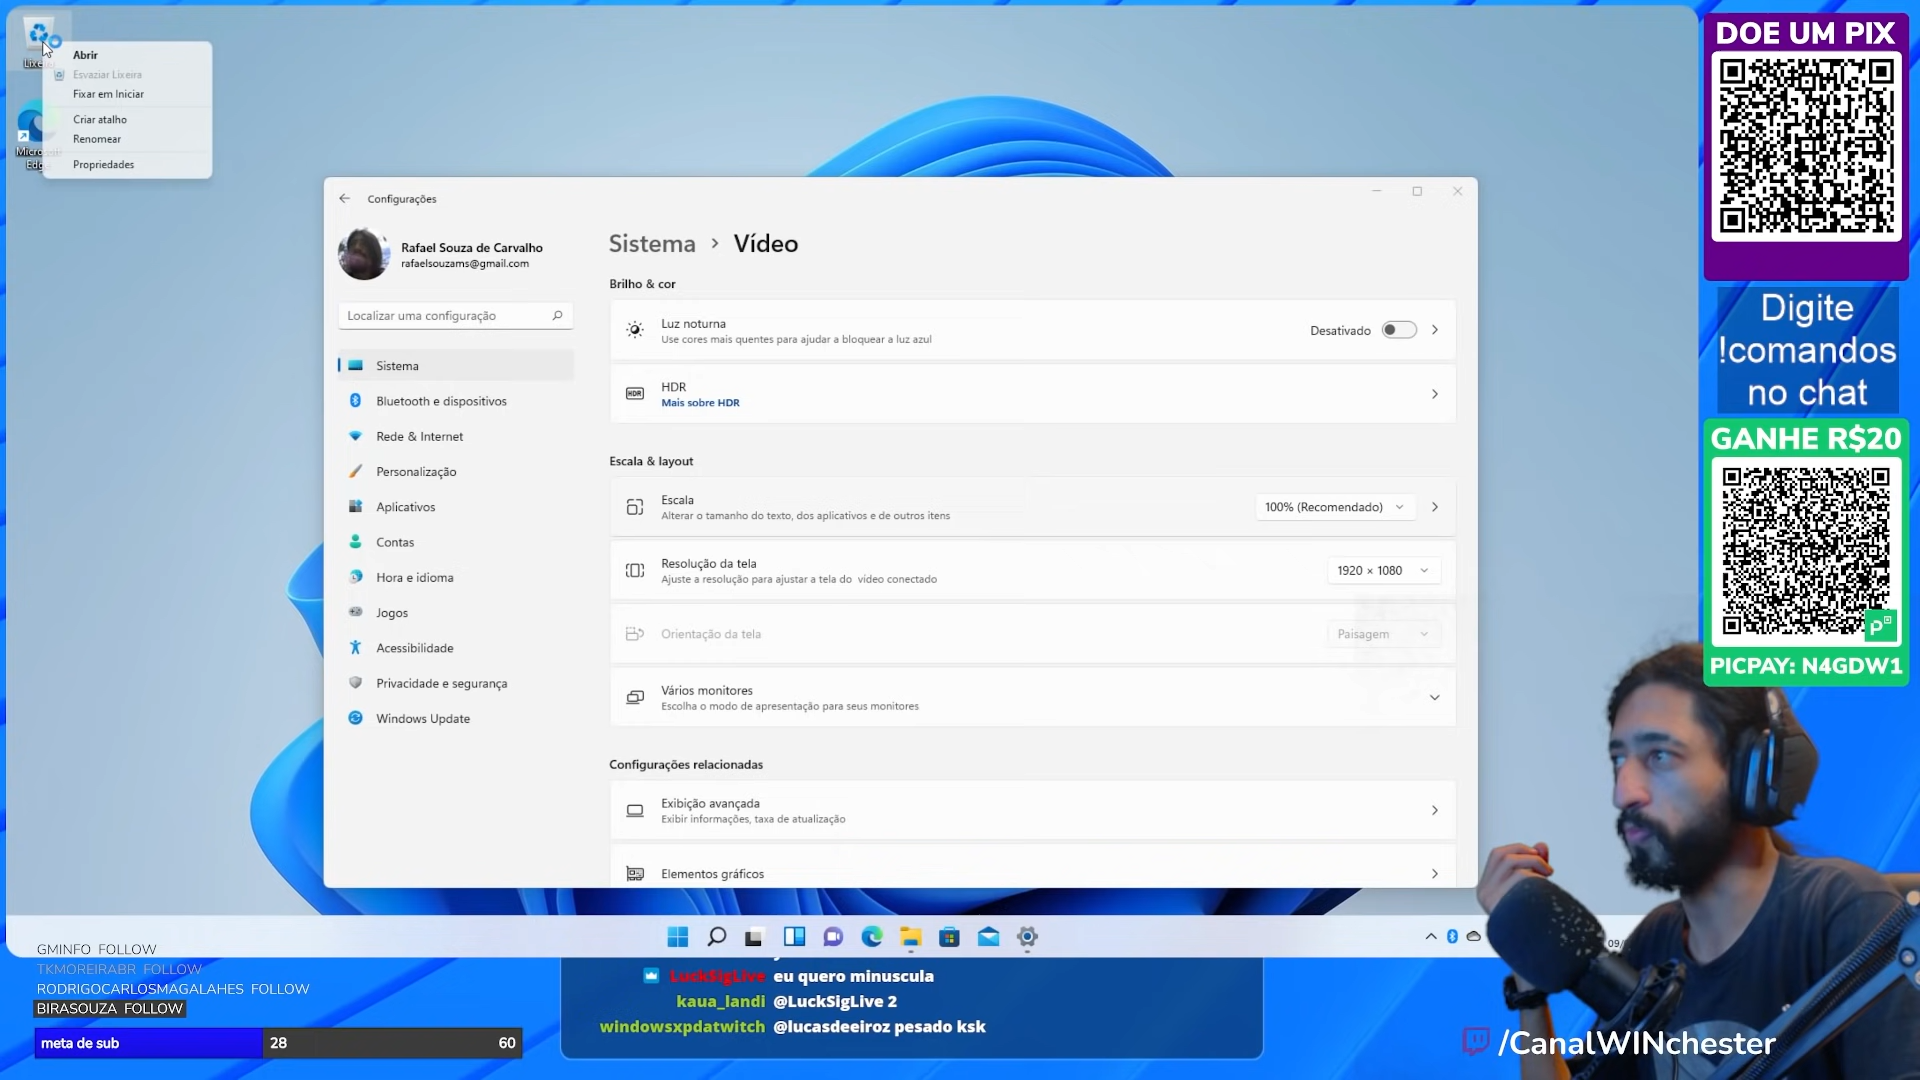 Lixe
Abrir
Esvaziar Lixeira
Fixar em Iniciar
Criar atalho
Renomear
Propriedades
Configurações
Rafael Souza de Carvalho
rafaelsouzams@gmail.com
Localizar uma configuração
Sistema
Bluetooth e dispositivos
Rede & Internet
Personalização
Aplicativos
Contas
Hora e idioma
Jogos
Acessibilidade
Privacidade e segurança
Windows Update
Sistema › Vídeo
Brilho & cor
Luz noturna
Use cores mais quentes para ajudar a bloquear a luz azul
Desativado
HDR
HDR
Mais sobre HDR
Escala & layout
Escala
Alterar o tamanho do texto, dos aplicativos e de outros itens
100% (Recomendado)
Resolução da tela
Ajuste a resolução para ajustar a tela do vídeo conectado
1920 × 1080
Orientação da tela
Paisagem
Vários monitores
Escolha o modo de apresentação para seus monitores
Configurações relacionadas
Exibição avançada
Exibir informações, taxa de atualização
Elementos gráficos
DOE UM PIX
Digite
!comandos
no chat
GANHE R$20
PICPAY: N4GDW1
09/
GMINFO FOLLOW
TKMOREIRABR FOLLOW
RODRIGOCARLOSMAGALAHES FOLLOW
BIRASOUZA FOLLOW
meta de sub 28 60
LuckSigLive eu quero minuscula
kaua_landi @LuckSigLive 2
windowsxpdatwitch @lucasdeeiroz pesado ksk
/CanalWINchester